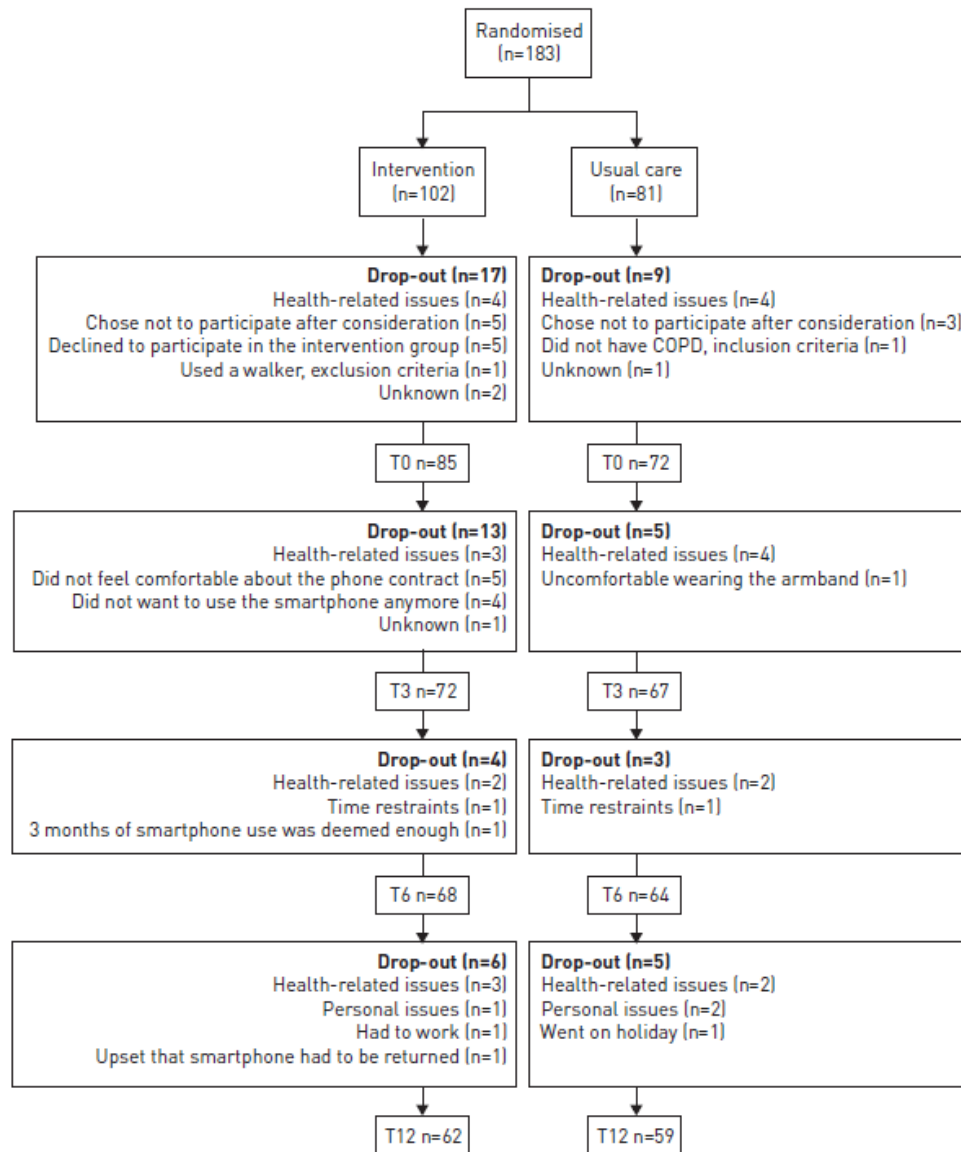 Randomised
(n=183)
Intervention
(n=102)
Usual care
(n=81)
Drop-out (n=17)
Health-related issues (n=4)
Chose not to participate after consideration (n=5)
Declined to participate in the intervention group (n=5)
Used a walker, exclusion criteria (n=1)
Unknown (n=2)
Drop-out (n=9)
Health-related issues (n=4)
Chose not to participate after consideration (n=3)
Did not have COPD, inclusion criteria (n=1)
Unknown (n=1)
T0 n=85
T0 n=72
Drop-out (n=13)
Health-related issues (n=3)
Did not feel comfortable about the phone contract (n=5)
Did not want to use the smartphone anymore (n=4)
Unknown (n=1)
Drop-out (n=5)
Health-related issues (n=4)
Uncomfortable wearing the armband (n=1)
T3 n=72
T3 n=67
Drop-out (n=4)
Health-related issues (n=2)
Time restraints (n=1)
3 months of smartphone use was deemed enough (n=1)
Drop-out (n=3)
Health-related issues (n=2)
Time restraints (n=1)
T6 n=68
T6 n=64
Drop-out (n=6)
Health-related issues (n=3)
Personal issues (n=1)
Had to work (n=1)
Upset that smartphone had to be returned (n=1)
Drop-out (n=5)
Health-related issues (n=2)
Personal issues (n=2)
Went on holiday (n=1)
T12 n=62
T12 n=59